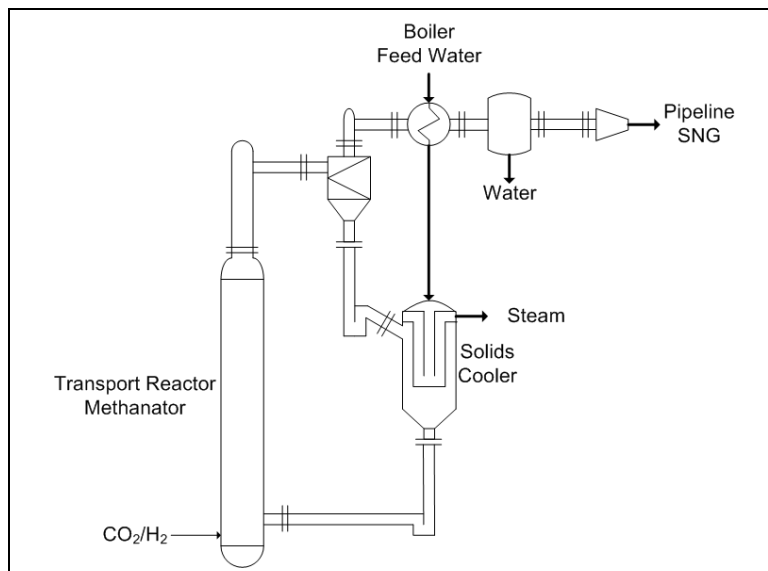 Boiler
Feed Water
Pipeline
SNG
Water
Steam
Solids
Cooler
Transport Reactor
Methanator
CO₂/H₂